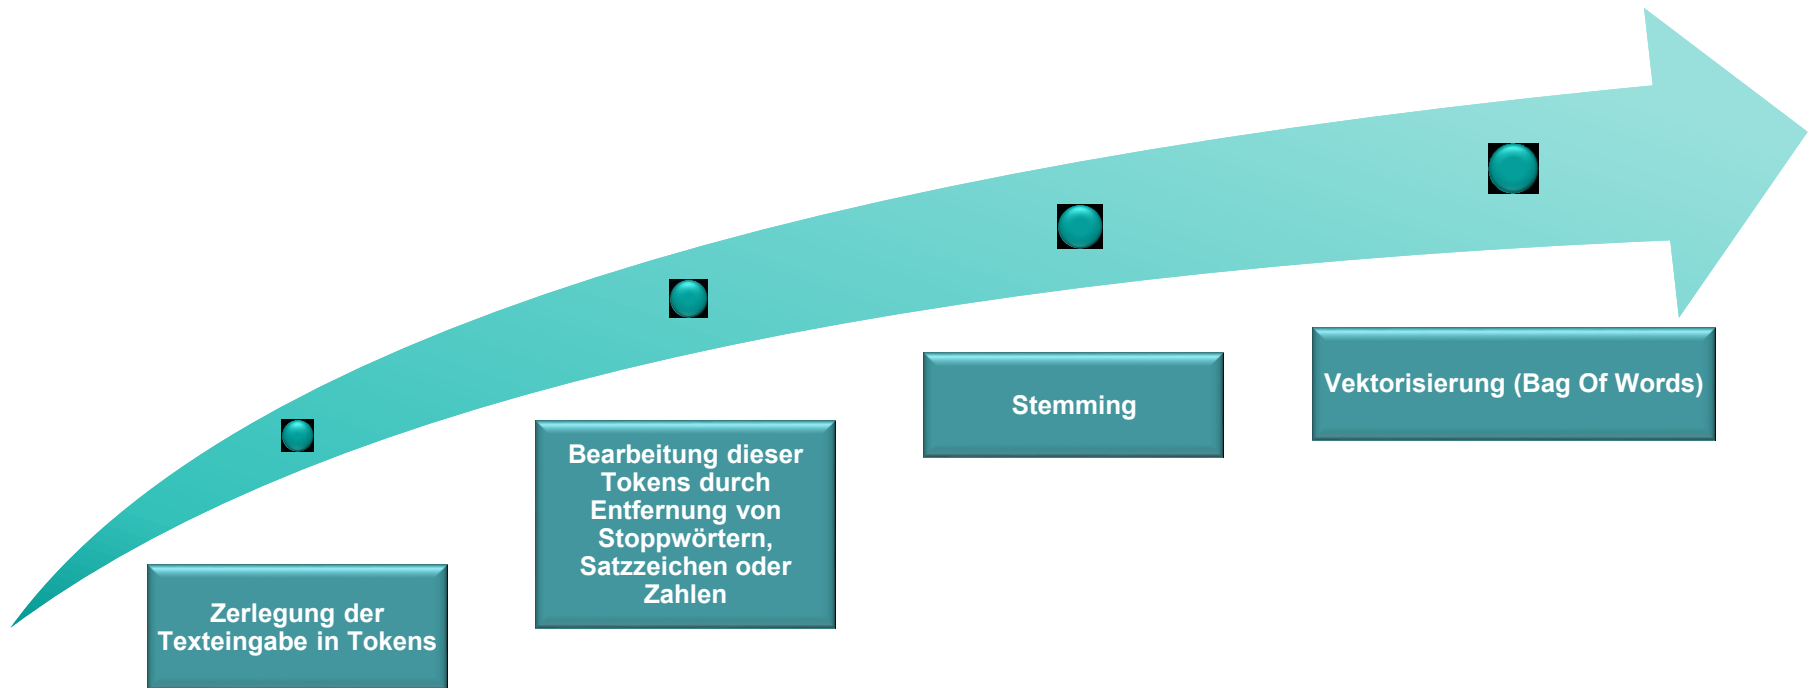 Zerlegung der
Texteingabe in Tokens
Bearbeitung dieser
Tokens durch
Entfernung von
Stoppwörtern,
Satzzeichen oder
Zahlen
Stemming
Vektorisierung (Bag Of Words)